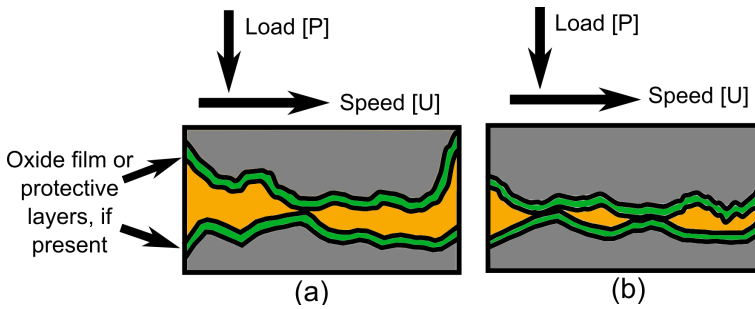 Load [P]
Load [P]
Speed [U]
Speed [U]
Oxide film or
protective
layers, if
present
(a)
(b)